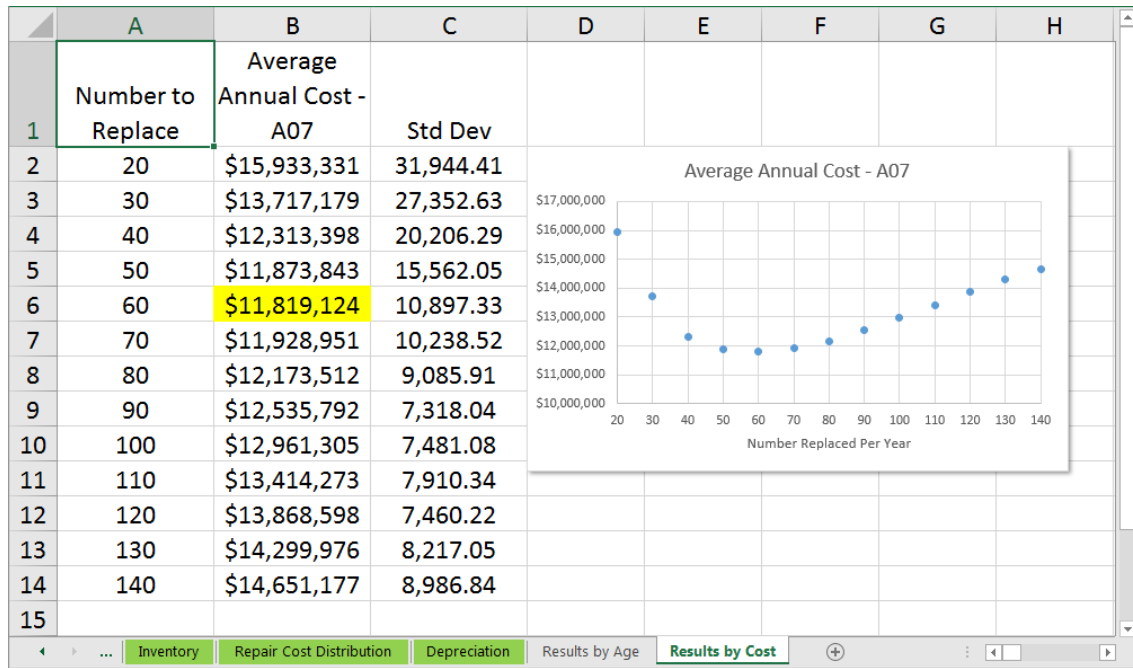 A B C D E F G H
Average
Number to Annual Cost -
1 Replace A07 Std Dev
2 20 $15,933,331 31,944.41
3 30 $13,717,179 27,352.63
4 40 $12,313,398 20,206.29
5 50 $11,873,843 15,562.05
6 60 $11,819,124 10,897.33
7 70 $11,928,951 10,238.52
8 80 $12,173,512 9,085.91
9 90 $12,535,792 7,318.04
10 100 $12,961,305 7,481.08
11 110 $13,414,273 7,910.34
12 120 $13,868,598 7,460.22
13 130 $14,299,976 8,217.05
14 140 $14,651,177 8,986.84
15
Average Annual Cost - A07
$17,000,000
$16,000,000
$15,000,000
$14,000,000
$13,000,000
$12,000,000
$11,000,000
$10,000,000
20 30 40 50 60 70 80 90 100 110 120 130 140
Number Replaced Per Year
... Inventory Repair Cost Distribution Depreciation Results by Age Results by Cost